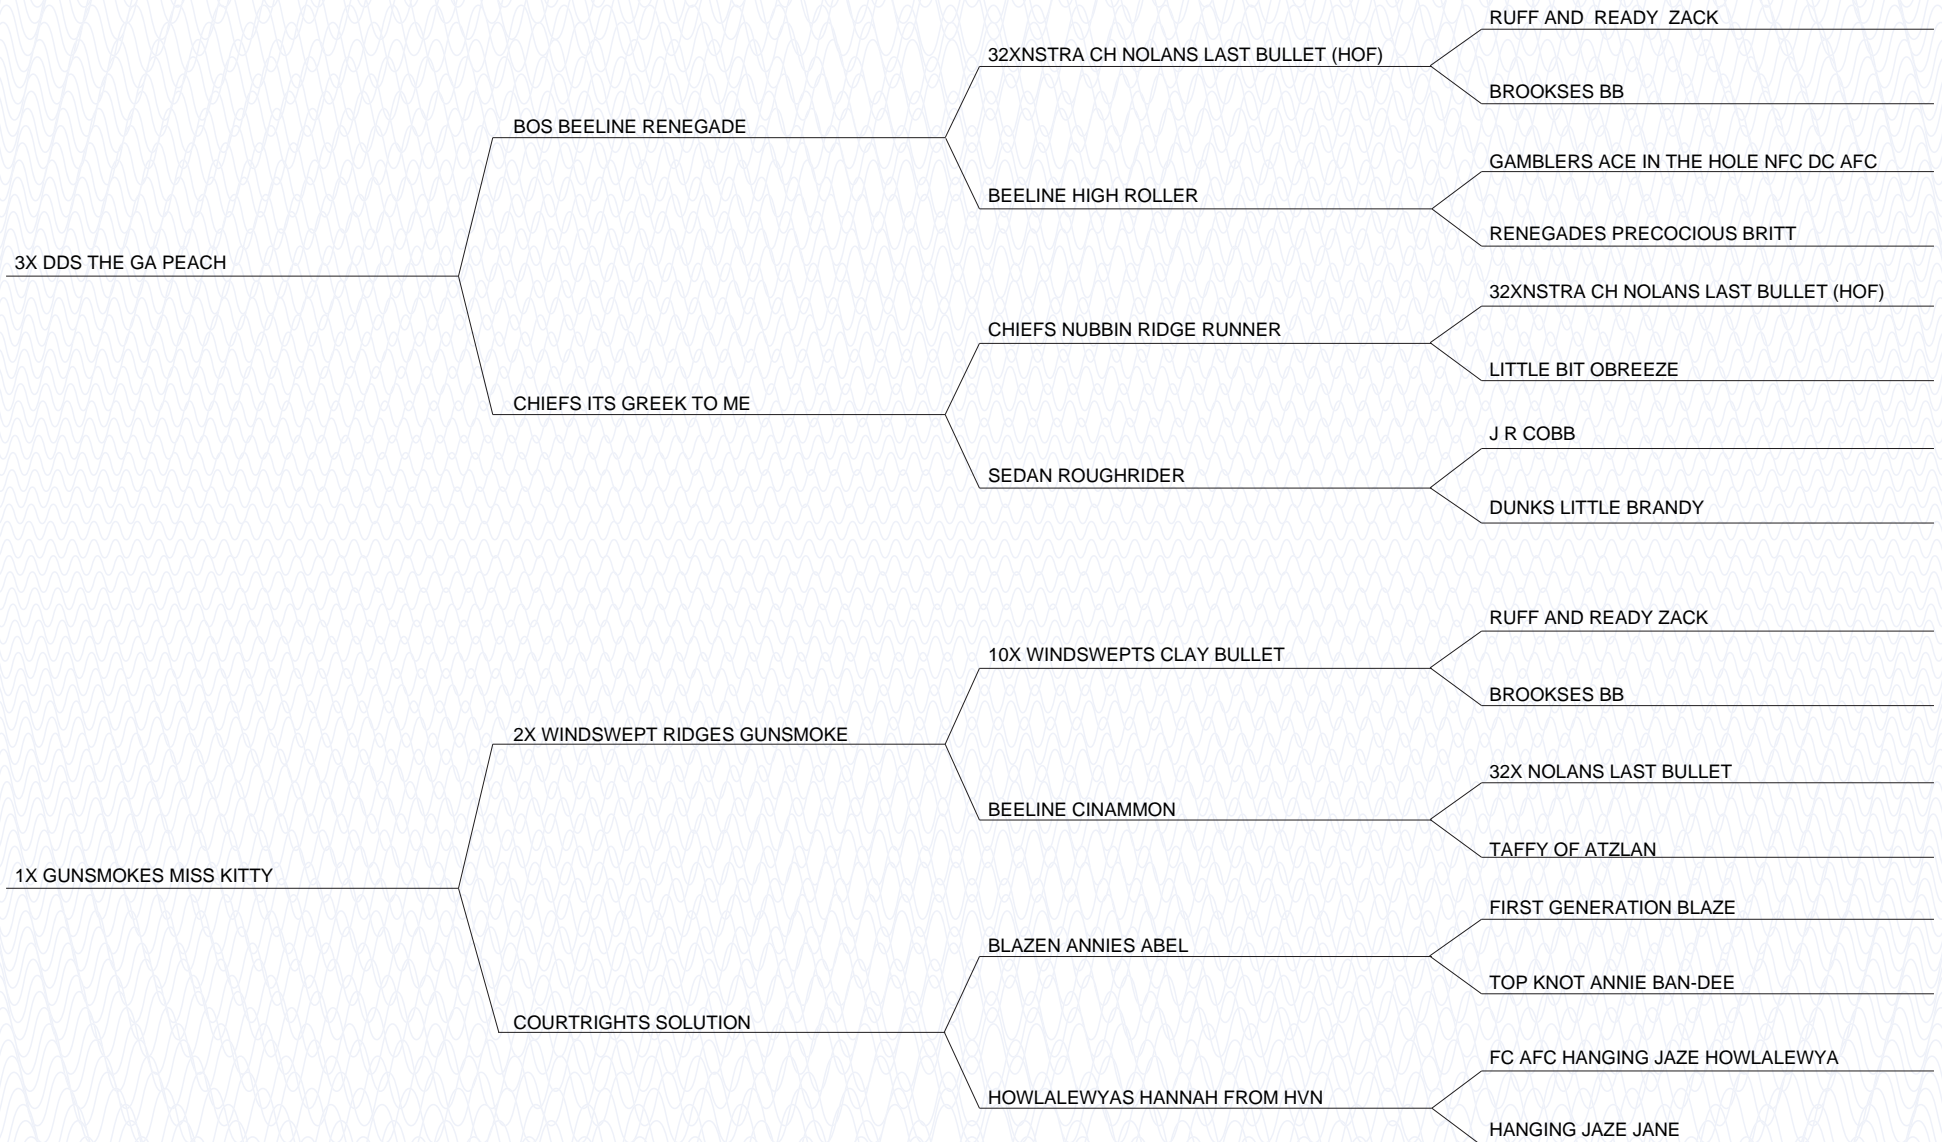 RUFF AND READY ZACK
32XNSTRA CH NOLANS LAST BULLET (HOF)
BROOKSES BB
BOS BEELINE RENEGADE
GAMBLERS ACE IN THE HOLE NFC DC AFC
BEELINE HIGH ROLLER
RENEGADES PRECOCIOUS BRITT
3X DDS THE GA PEACH
32XNSTRA CH NOLANS LAST BULLET (HOF)
CHIEFS NUBBIN RIDGE RUNNER
LITTLE BIT OBREEZE
CHIEFS ITS GREEK TO ME
J R COBB
SEDAN ROUGHRIDER
DUNKS LITTLE BRANDY
RUFF AND READY ZACK
10X WINDSWEPTS CLAY BULLET
BROOKSES BB
2X WINDSWEPT RIDGES GUNSMOKE
32X NOLANS LAST BULLET
BEELINE CINAMMON
TAFFY OF ATZLAN
1X GUNSMOKES MISS KITTY
FIRST GENERATION BLAZE
BLAZEN ANNIES ABEL
TOP KNOT ANNIE BAN-DEE
COURTRIGHTS SOLUTION
FC AFC HANGING JAZE HOWLALEWYA
HOWLALEWYAS HANNAH FROM HVN
HANGING JAZE JANE